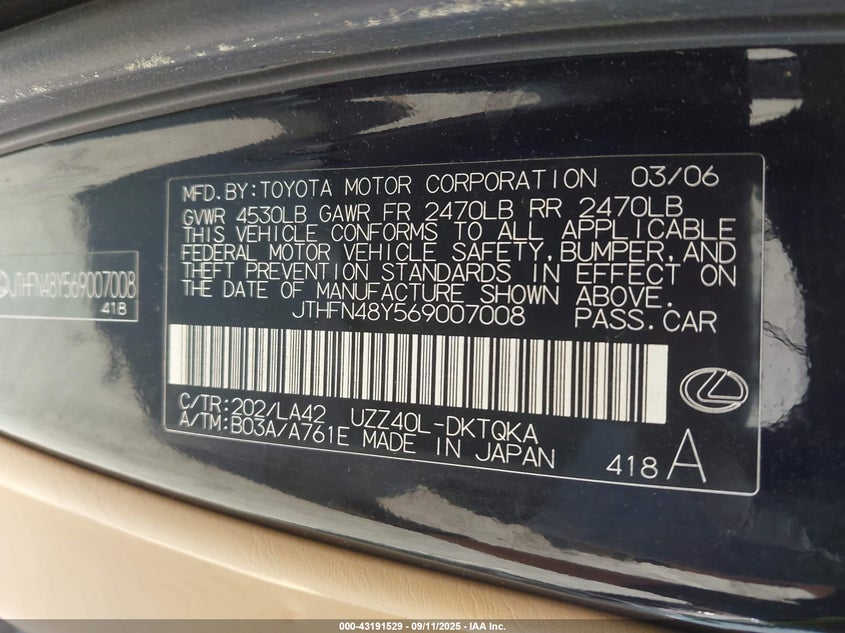 MFD.BY:TOYOTA MOTOR CORPORATION 03/06
GVWR 4530LB GAWR FR 2470LB RR 2470LB
THIS VEHICLE CONFORMS TO ALL APPLICABLE
FEDERAL MOTOR VEHICLE SAFETY,BUMPER,AND
THEFT PREVENTION STANDARDS IN EFFECT ON
THE DATE OF MANUFACTURE SHOWN ABOVE.
JTHFN48Y569007008 PASS.CAR
C/TR:202/LA42 UZZ40L-DKTQKA
A/TM:B03A/A761E MADE IN JAPAN
418 A
JTHFN48Y569007008
418
000-43191529 - 09/11/2025 - IAA Inc.